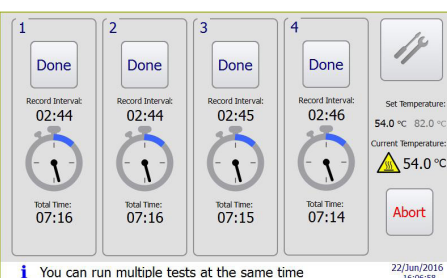 1
Done
Record Interval:
02:44
Total Time:
07:16
2
Done
Record Interval:
02:44
Total Time:
07:16
3
Done
Record Interval:
02:45
Total Time:
07:15
4
Done
Record Interval:
02:46
Total Time:
07:14
Set Temperature:
54.0 °C 82.0 °C
Current Temperature:
54.0 °C
Abort
i You can run multiple tests at the same time
22/Jun/2016
16:06:58